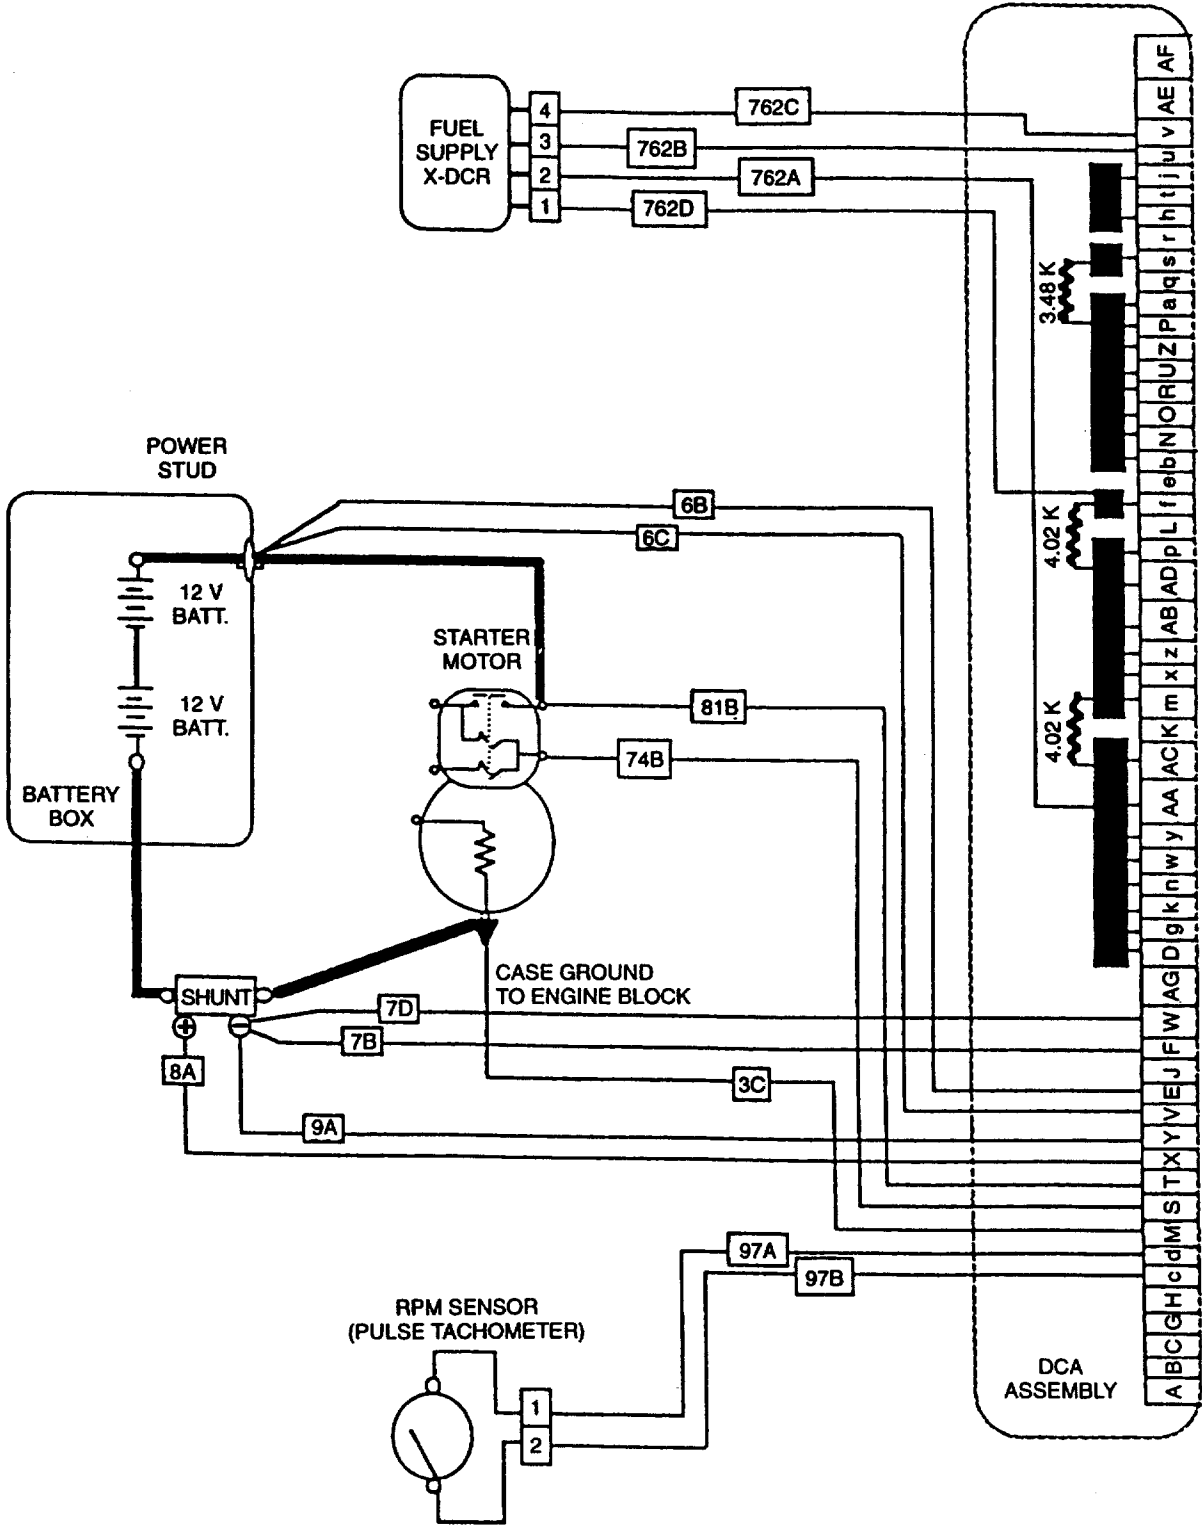 FUEL
SUPPLY
X-DCR
4
3
2
1
762C
762B
762A
762D
3.48 K
4.02 K
4.02 K
POWER
STUD
12 V
BATT.
12 V
BATT.
BATTERY
BOX
6B
6C
STARTER
MOTOR
81B
74B
SHUNT
+
−
CASE GROUND
TO ENGINE BLOCK
7D
7B
8A
3C
9A
97A
97B
RPM SENSOR
(PULSE TACHOMETER)
1
2
DCA
ASSEMBLY
AF
AE
v
u
j
t
h
r
s
q
a
P
Z
U
R
O
N
b
e
f
L
p
AD
AB
z
x
m
K
AC
AA
y
w
n
k
g
D
AG
W
F
J
E
V
Y
X
T
S
M
d
c
H
G
C
B
A